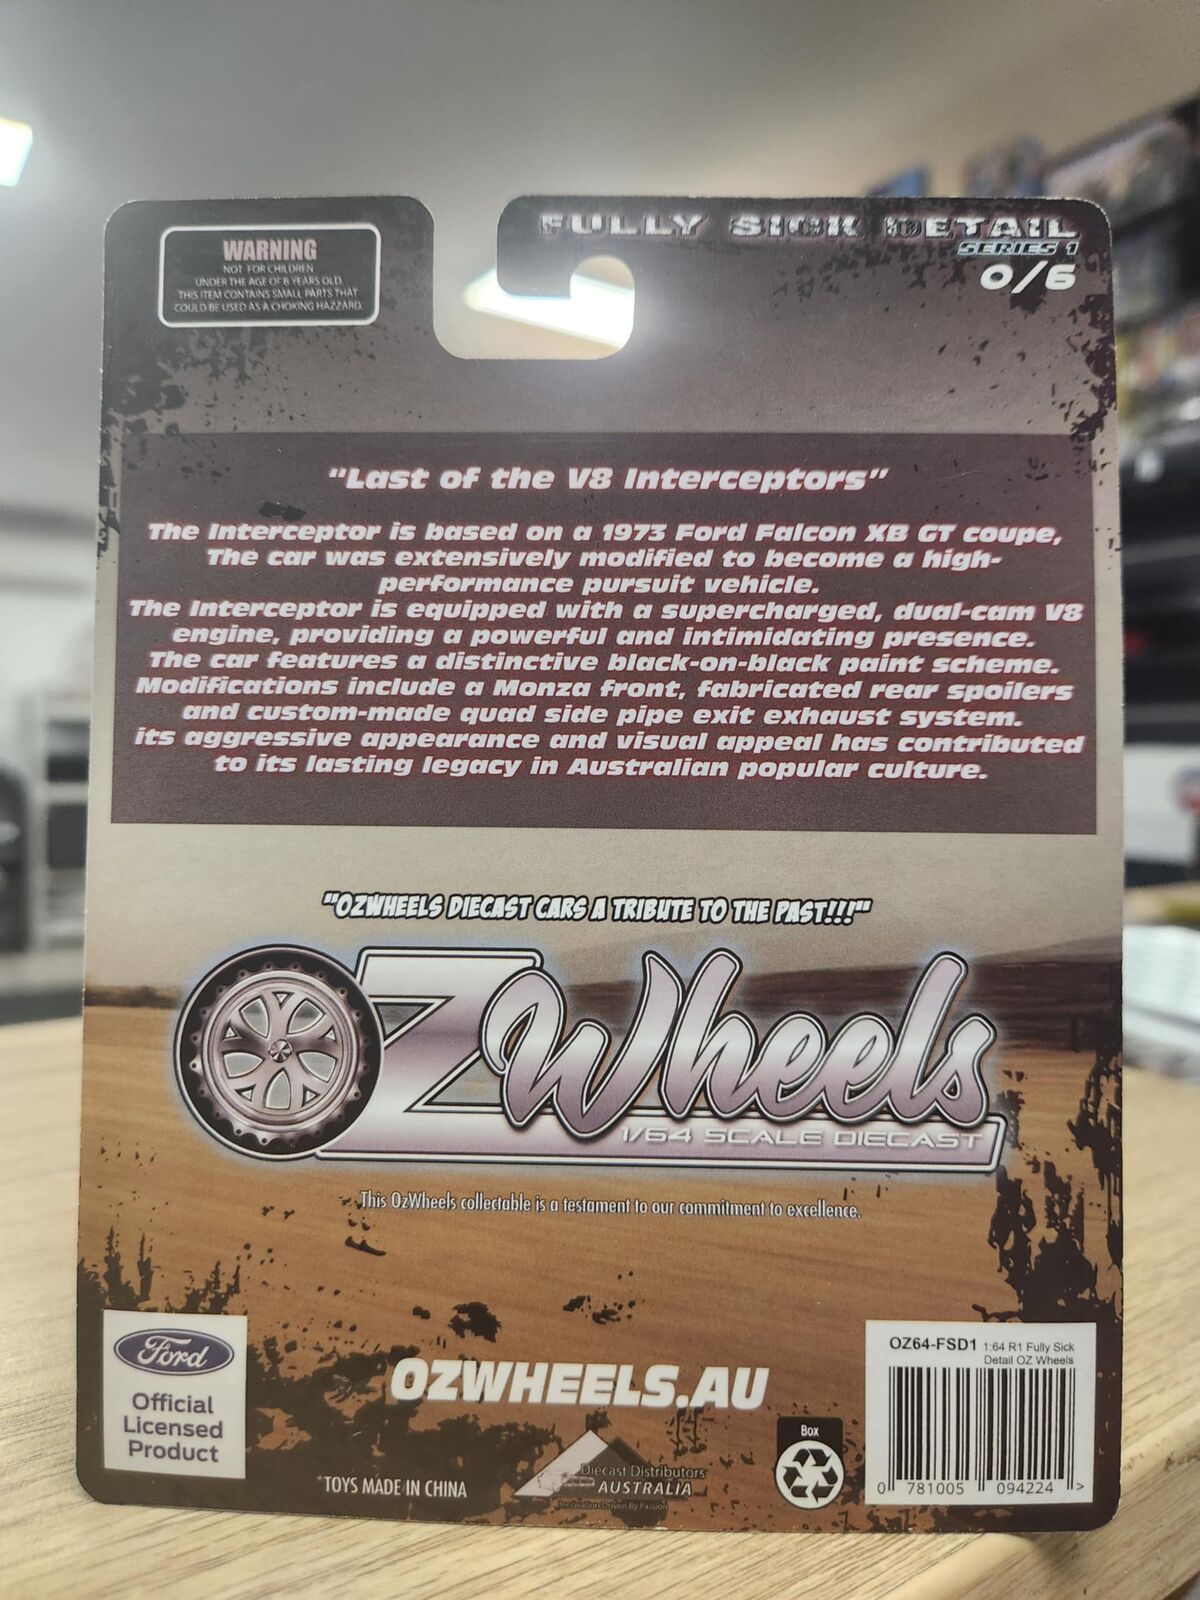 WARNING
NOT FOR CHILDREN
UNDER THE AGE OF 8 YEARS OLD.
THIS ITEM CONTAINS SMALL PARTS THAT
COULD BE USED AS A CHOKING HAZZARD.
FULLY SICK DETAIL
SERIES 1
0/6
"Last of the V8 Interceptors"
The Interceptor is based on a 1973 Ford Falcon XB GT coupe,
The car was extensively modified to become a high-
performance pursuit vehicle.
The Interceptor is equipped with a supercharged, dual-cam V8
engine, providing a powerful and intimidating presence.
The car features a distinctive black-on-black paint scheme.
Modifications include a Monza front, fabricated rear spoilers
and custom-made quad side pipe exit exhaust system.
its aggressive appearance and visual appeal has contributed
to its lasting legacy in Australian popular culture.
"OZWHEELS DIECAST CARS A TRIBUTE TO THE PAST!!!"
OZWheels
1/64 SCALE DIECAST
This OzWheels collectable is a testament to our commitment to excellence.
Ford
Official
Licensed
Product
OZWHEELS.AU
*TOYS MADE IN CHINA
Diecast Distributors
AUSTRALIA
Innovation Driven By Passion
Box
OZ64-FSD1 1:64 R1 Fully Sick
Detail OZ Wheels
0 781005 094224 >